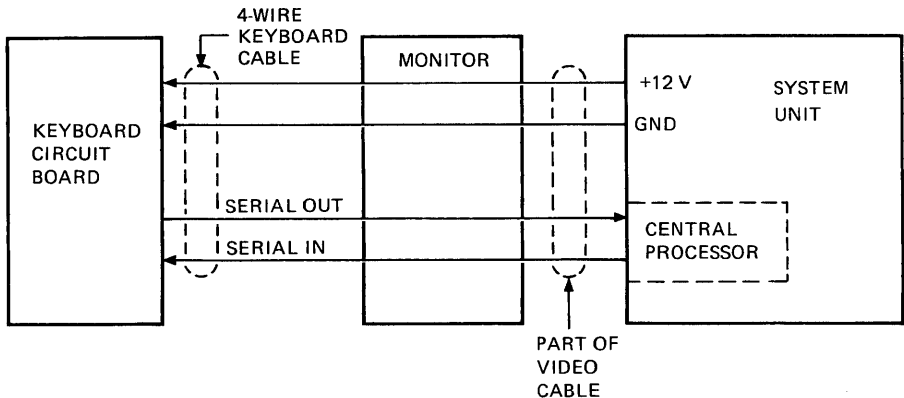 4-WIRE
KEYBOARD
CABLE
MONITOR
+12 V
SYSTEM
UNIT
GND
KEYBOARD
CIRCUIT
BOARD
SERIAL OUT
CENTRAL
PROCESSOR
SERIAL IN
PART OF
VIDEO
CABLE